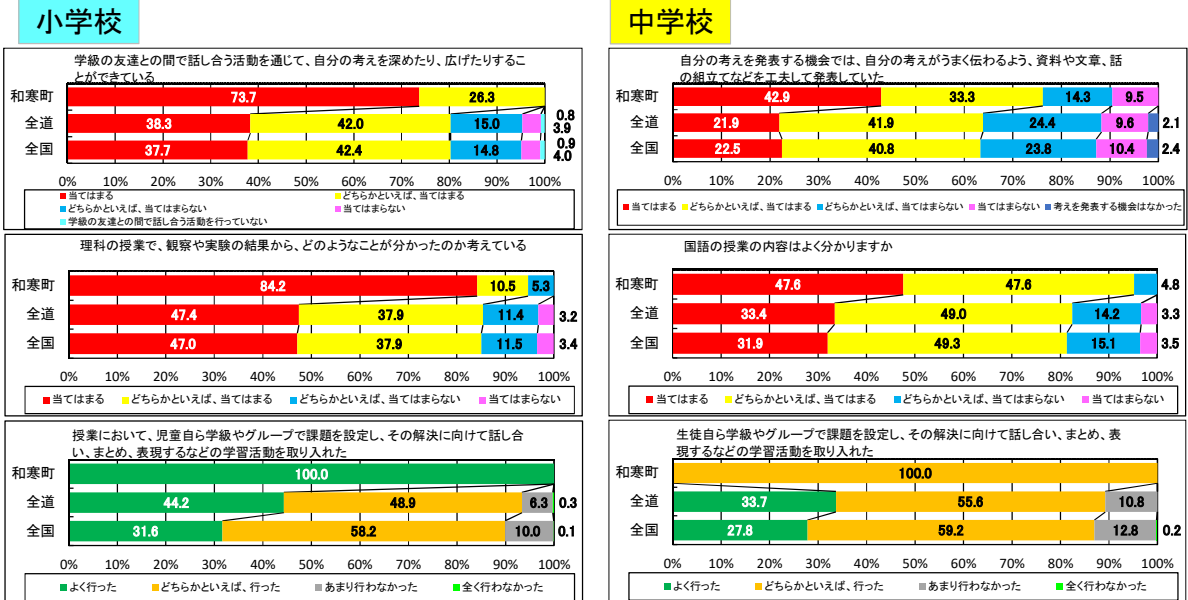 小学校
学級の友達との間で話し合う活動を通じて、自分の考えを深めたり、広げたりするこ
とができている
和寒町 73.7 26.3
全道 38.3 42.0 15.0 3.9 0.8
全国 37.7 42.4 14.8 4.0 0.9
0% 10% 20% 30% 40% 50% 60% 70% 80% 90% 100%
当てはまる どちらかといえば、当てはまる
どちらかといえば、当てはまらない 当てはまらない
学級の友達との間で話し合う活動を行っていない
理科の授業で、観察や実験の結果から、どのようなことが分かったのか考えている
和寒町 84.2 10.5 5.3
全道 47.4 37.9 11.4 3.2
全国 47.0 37.9 11.5 3.4
0% 10% 20% 30% 40% 50% 60% 70% 80% 90% 100%
当てはまる どちらかといえば、当てはまる どちらかといえば、当てはまらない 当てはまらない
授業において、児童自ら学級やグループで課題を設定し、その解決に向けて話し合
い、まとめ、表現するなどの学習活動を取り入れた
和寒町 100.0
全道 44.2 48.9 6.3 0.3
全国 31.6 58.2 10.0 0.1
0% 10% 20% 30% 40% 50% 60% 70% 80% 90% 100%
よく行った どちらかといえば、行った あまり行わなかった 全く行わなかった
中学校
自分の考えを発表する機会では、自分の考えがうまく伝わるよう、資料や文章、話
の組立てなどを工夫して発表していた
和寒町 42.9 33.3 14.3 9.5
全道 21.9 41.9 24.4 9.6 2.1
全国 22.5 40.8 23.8 10.4 2.4
0% 10% 20% 30% 40% 50% 60% 70% 80% 90% 100%
当てはまる どちらかといえば、当てはまる どちらかといえば、当てはまらない 当てはまらない 考えを発表する機会はなかった
国語の授業の内容はよく分かりますか
和寒町 47.6 47.6 4.8
全道 33.4 49.0 14.2 3.3
全国 31.9 49.3 15.1 3.5
0% 10% 20% 30% 40% 50% 60% 70% 80% 90% 100%
当てはまる どちらかといえば、当てはまる どちらかといえば、当てはまらない 当てはまらない
生徒自ら学級やグループで課題を設定し、その解決に向けて話し合い、まとめ、表
現するなどの学習活動を取り入れた
和寒町 100.0
全道 33.7 55.6 10.8
全国 27.8 59.2 12.8 0.2
0% 10% 20% 30% 40% 50% 60% 70% 80% 90% 100%
よく行った どちらかといえば、行った あまり行わなかった 全く行わなかった